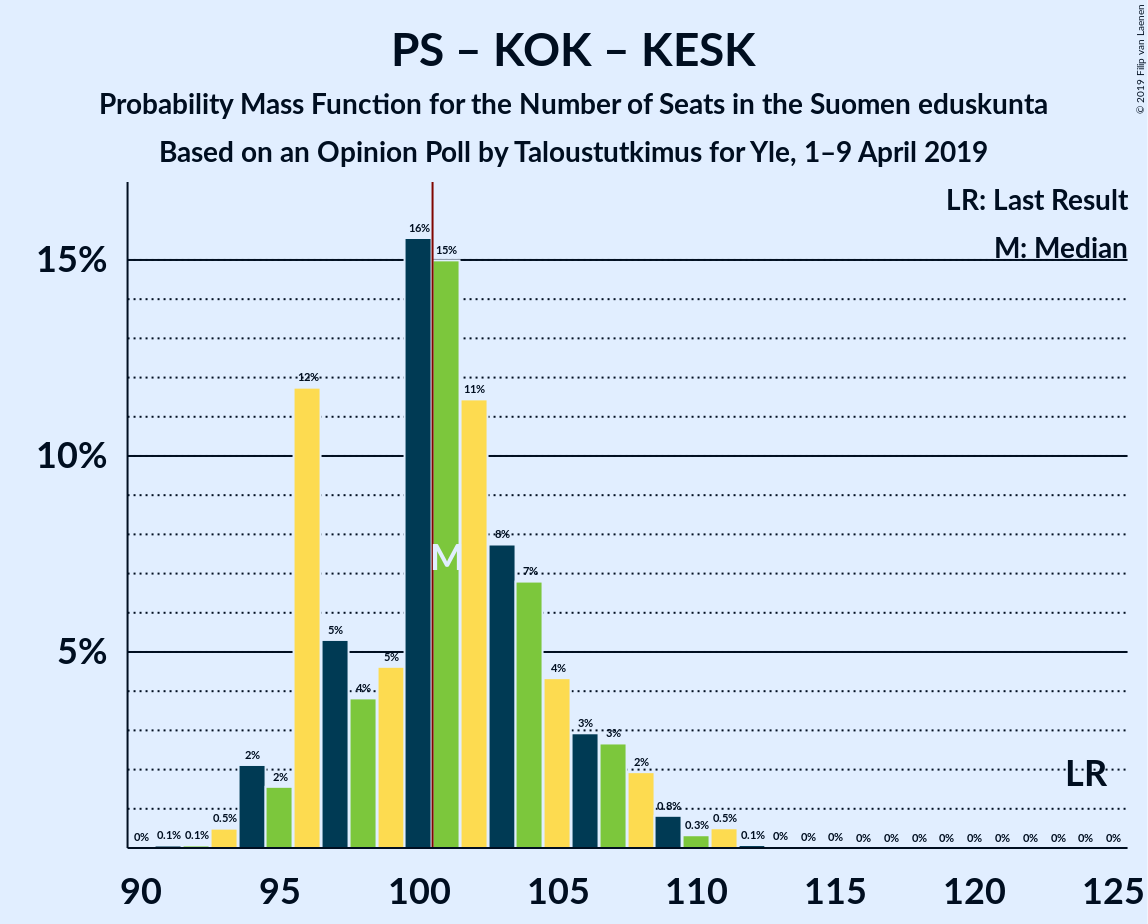 PS – KOK – KESK
Probability Mass Function for the Number of Seats in the Suomen eduskunta
Based on an Opinion Poll by Taloustutkimus for Yle, 1–9 April 2019
© 2019 Filip van Laenen
LR: Last Result
M: Median
15%
10%
5%
0% 0.1% 0.1% 0.5% 2% 2% 12% 5% 4% 5% 16% 15% 11% 8% 7% 4% 3% 3% 2% 0.8% 0.3% 0.5% 0.1% 0% 0% 0% 0% 0% 0% 0% 0% 0% 0% 0% 0% 0%
M
LR
90 95 100 105 110 115 120 125